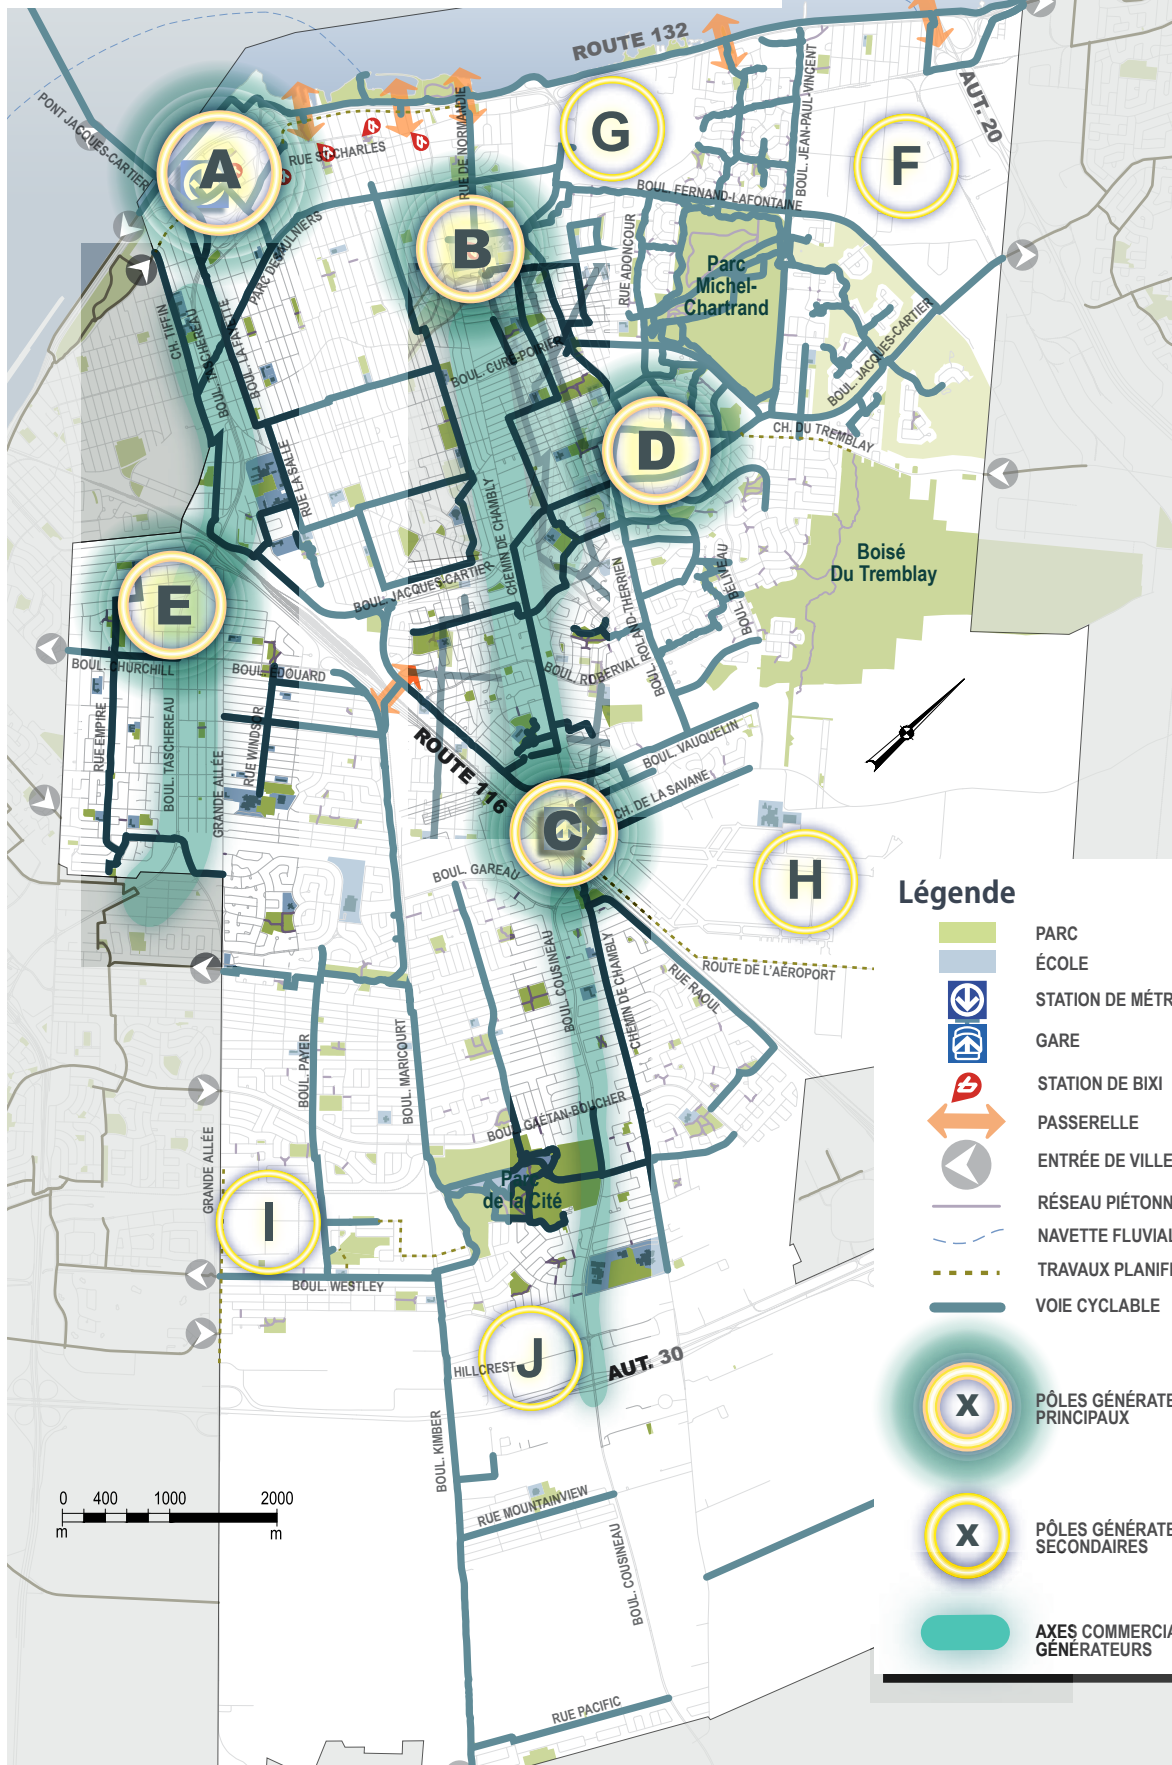 ROUTE 132
AUT. 20
PONT JACQUES-CARTIER
RUE ST-CHARLES
RUE DE NORMANDIE
BOUL. JEAN-PAUL-VINCENT
A
G
F
B
BOUL. FERNAND-LAFONTAINE
PARC DESAULNIERS
RUE ADONCOUR
Parc
Michel-
Chartrand
CH. TIFFIN
BOUL. TASCHEREAU
BOUL. LA FAYETTE
BOUL. CURÉ-POIRIER
BOUL. JACQUES-CARTIER
D
CH. DU TREMBLAY
RUE LASALLE
CHEMIN DE CHAMBLY
Boisé
Du Tremblay
E
BOUL. JACQUES-CARTIER
BOUL. ROLAND-THERRIEN
BOUL. BÉLIVEAU
BOUL. CHURCHILL
BOUL. ÉDOUARD
BOUL. ROBERVAL
RUE EMPIRE
BOUL. TASCHEREAU
GRANDE ALLÉE
RUE WINDSOR
ROUTE 116
BOUL. VAUQUELIN
CH. DE LA SAVANE
C
H
BOUL. GAREAU
BOUL. COUSINEAU
CHEMIN DE CHAMBLY
RUE RAOUL
ROUTE DE L'AÉROPORT
BOUL. PAYER
BOUL. MARICOURT
BOUL. GAÉTAN-BOUCHER
GRANDE ALLÉE
Parc
de la Cité
I
BOUL. WESTLEY
J
HILLCREST
AUT. 30
BOUL. KIMBER
0 400 1000 2000
m m
RUE MOUNTAINVIEW
BOUL. COUSINEAU
RUE PACIFIC
Légende
PARC
ÉCOLE
STATION DE MÉTR
GARE
STATION DE BIXI
PASSERELLE
ENTRÉE DE VILLE
RÉSEAU PIÉTONN
NAVETTE FLUVIAL
TRAVAUX PLANIFI
VOIE CYCLABLE
X
PÔLES GÉNÉRATE
PRINCIPAUX
X
PÔLES GÉNÉRATE
SECONDAIRES
AXES COMMERCIA
GÉNÉRATEURS